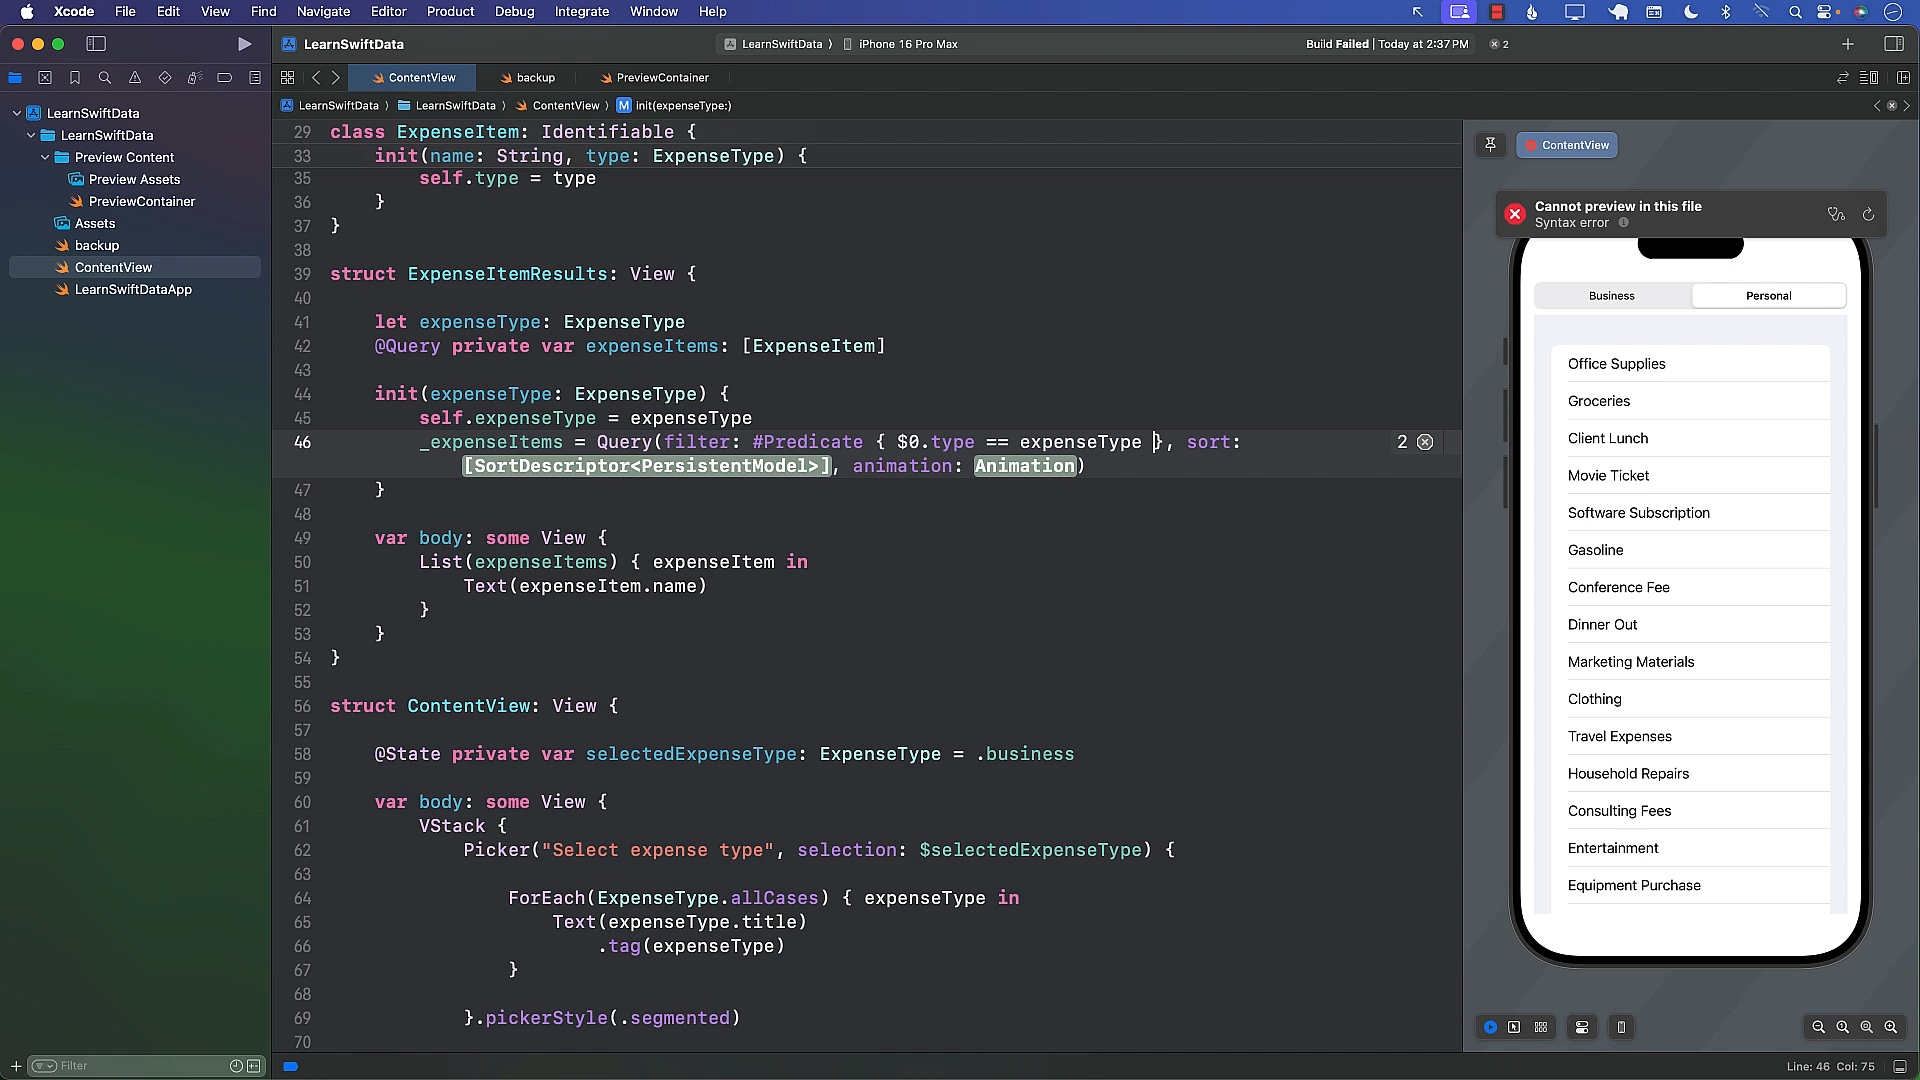 Xcode File Edit View Find Navigate Editor Product Debug Integrate Window Help
LearnSwiftData
LearnSwiftData 〉 iPhone 16 Pro Max
Build Failed | Today at 2:37 PM
2
ContentView
backup
PreviewContainer
LearnSwiftData 〉 LearnSwiftData 〉 ContentView 〉 M init(expenseType:)
LearnSwiftData
LearnSwiftData
Preview Content
Preview Assets
PreviewContainer
Assets
backup
ContentView
LearnSwiftDataApp
Filter
29 class ExpenseItem: Identifiable {
33     init(name: String, type: ExpenseType) {
35         self.type = type
36     }
37 }
38
39 struct ExpenseItemResults: View {
40
41     let expenseType: ExpenseType
42     @Query private var expenseItems: [ExpenseItem]
43
44     init(expenseType: ExpenseType) {
45         self.expenseType = expenseType
46         _expenseItems = Query(filter: #Predicate { $0.type == expenseType }, sort:
            [SortDescriptor<PersistentModel>], animation: Animation)
2
47     }
48
49     var body: some View {
50         List(expenseItems) { expenseItem in
51             Text(expenseItem.name)
52         }
53     }
54 }
55
56 struct ContentView: View {
57
58     @State private var selectedExpenseType: ExpenseType = .business
59
60     var body: some View {
61         VStack {
62             Picker("Select expense type", selection: $selectedExpenseType) {
63
64                 ForEach(ExpenseType.allCases) { expenseType in
65                     Text(expenseType.title)
66                         .tag(expenseType)
67                 }
68
69             }.pickerStyle(.segmented)
70
ContentView
Cannot preview in this file
Syntax error
Business
Personal
Office Supplies
Groceries
Client Lunch
Movie Ticket
Software Subscription
Gasoline
Conference Fee
Dinner Out
Marketing Materials
Clothing
Travel Expenses
Household Repairs
Consulting Fees
Entertainment
Equipment Purchase
Line: 46 Col: 75